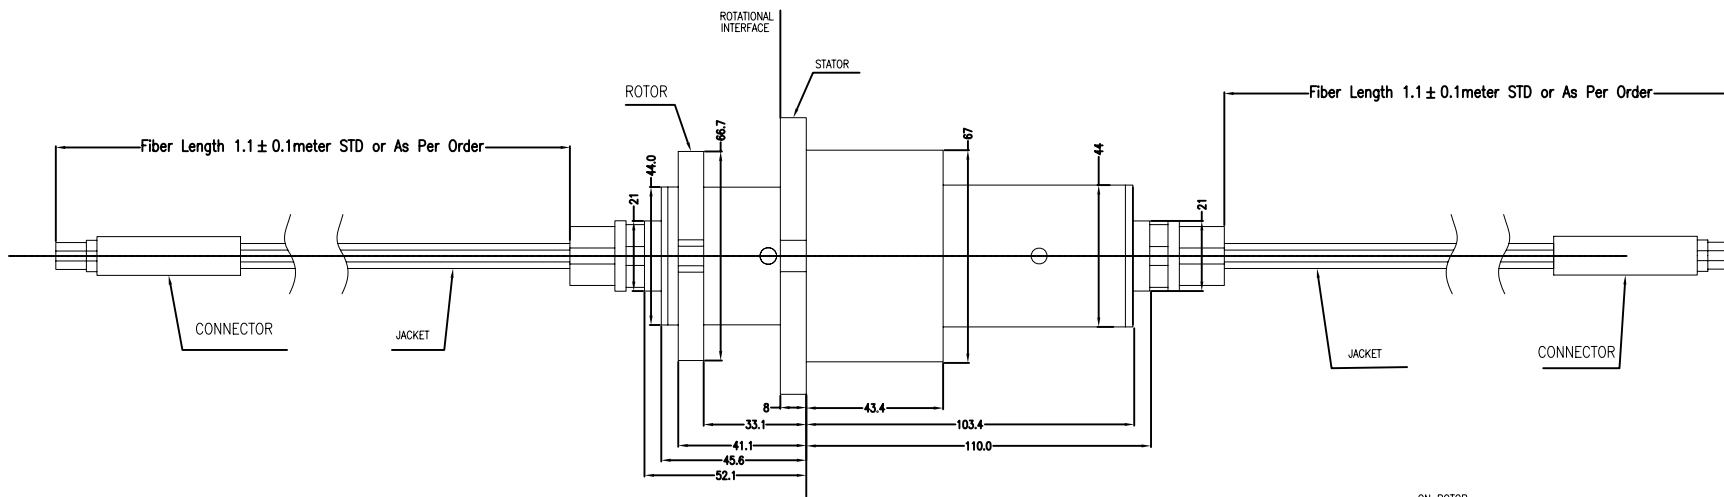 ROTATIONAL
INTERFACE
STATOR
ROTOR
Fiber Length 1.1 ± 0.1meter STD or As Per Order
Fiber Length 1.1 ± 0.1meter STD or As Per Order
66.7
67
44.0
44
21
21
CONNECTOR
JACKET
JACKET
CONNECTOR
8
43.4
33.1
103.4
41.1
110.0
45.6
52.1
ON ROTOR